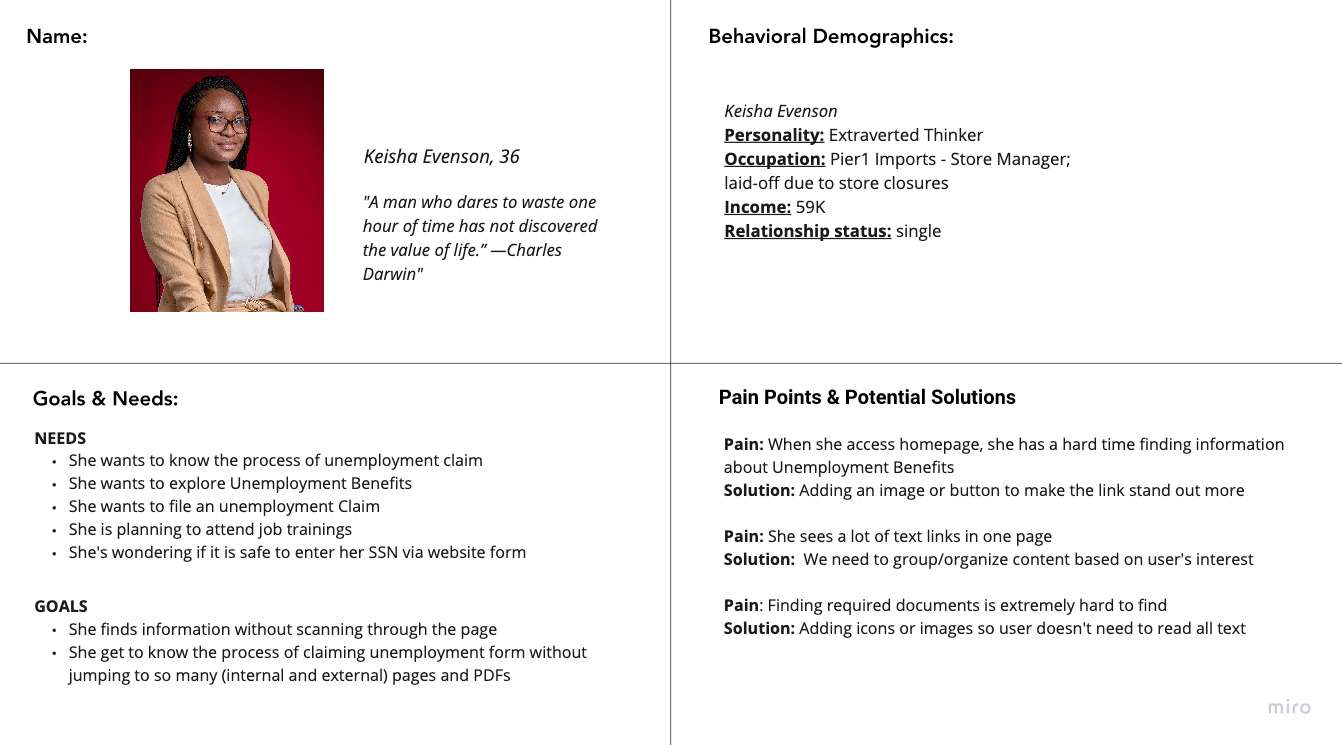 Name:
Keisha Evenson, 36
"A man who dares to waste one
hour of time has not discovered
the value of life.” —Charles
Darwin"
Behavioral Demographics:
Keisha Evenson
Personality: Extraverted Thinker
Occupation: Pier1 Imports - Store Manager;
laid-off due to store closures
Income: 59K
Relationship status: single
Goals & Needs:
NEEDS
• She wants to know the process of unemployment claim
• She wants to explore Unemployment Benefits
• She wants to file an unemployment Claim
• She is planning to attend job trainings
• She's wondering if it is safe to enter her SSN via website form
GOALS
• She finds information without scanning through the page
• She get to know the process of claiming unemployment form without
jumping to so many (internal and external) pages and PDFs
Pain Points & Potential Solutions
Pain: When she access homepage, she has a hard time finding information
about Unemployment Benefits
Solution: Adding an image or button to make the link stand out more
Pain: She sees a lot of text links in one page
Solution: We need to group/organize content based on user's interest
Pain: Finding required documents is extremely hard to find
Solution: Adding icons or images so user doesn't need to read all text
miro